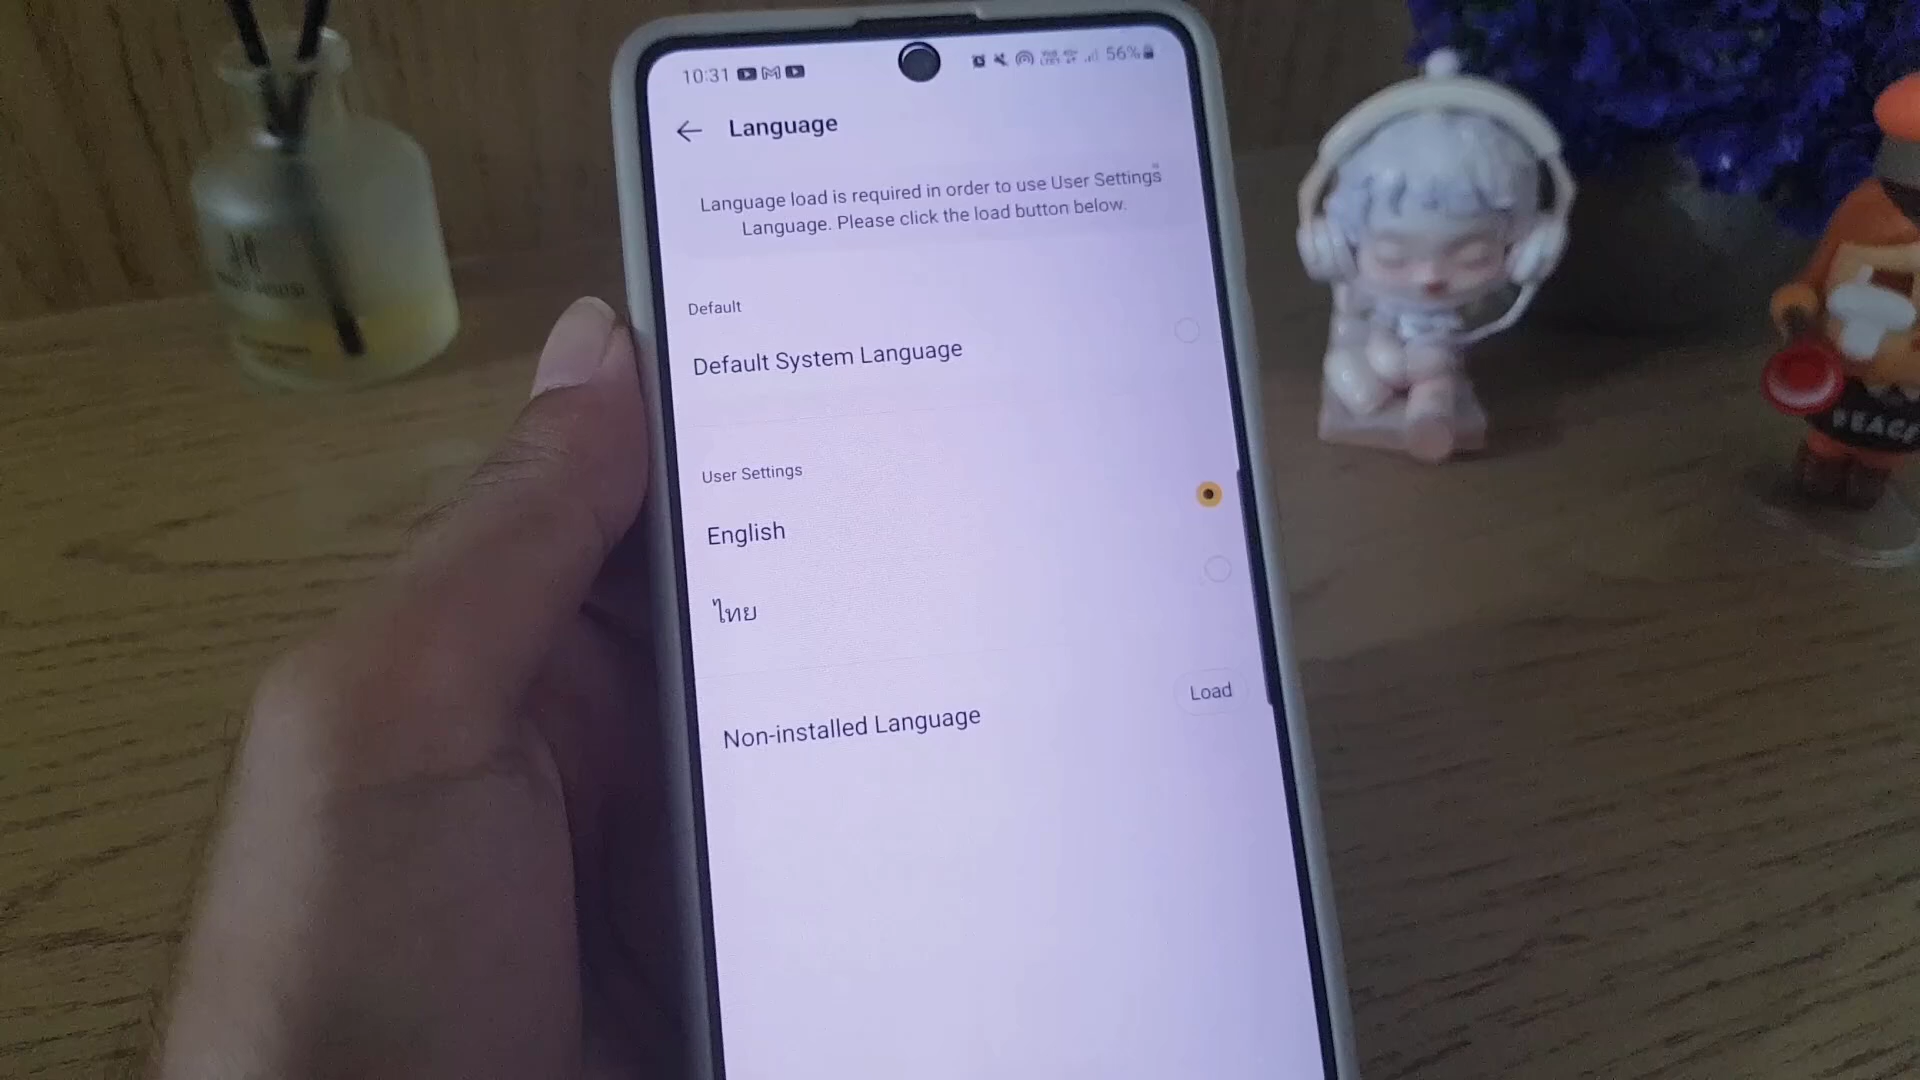 10:31
56%
Language
Language load is required in order to use User Settings
Language. Please click the load button below.
Default
Default System Language
User Settings
English
ไทย
Non-installed Language
Load